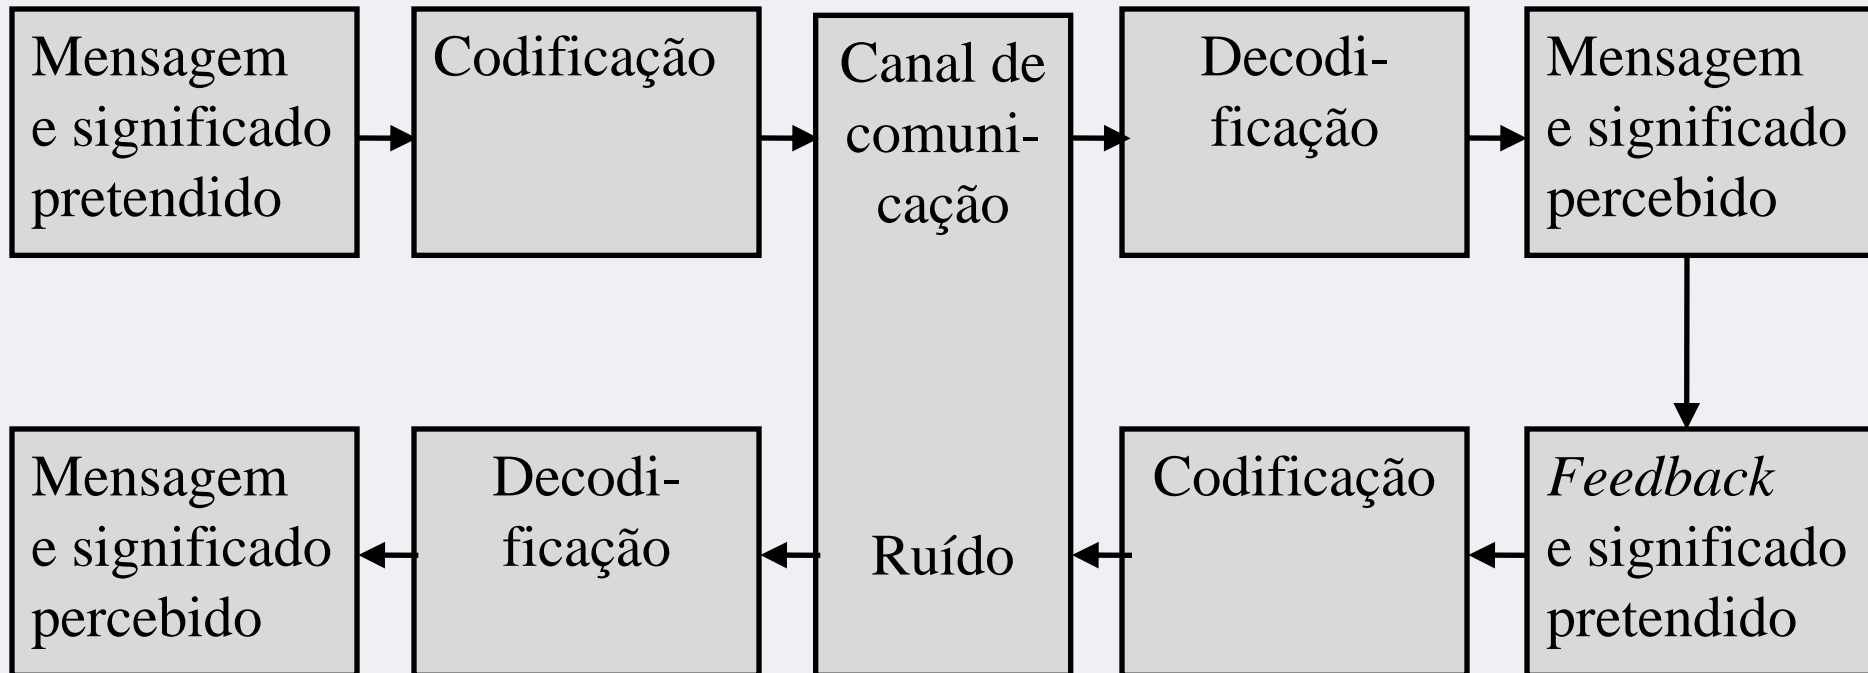 Mensagem
e significado
pretendido
Codificação
Canal de
comuni-
cação
Decodi-
ficação
Mensagem
e significado
percebido
Mensagem
e significado
percebido
Decodi-
ficação
Ruído
Codificação
Feedback
e significado
pretendido